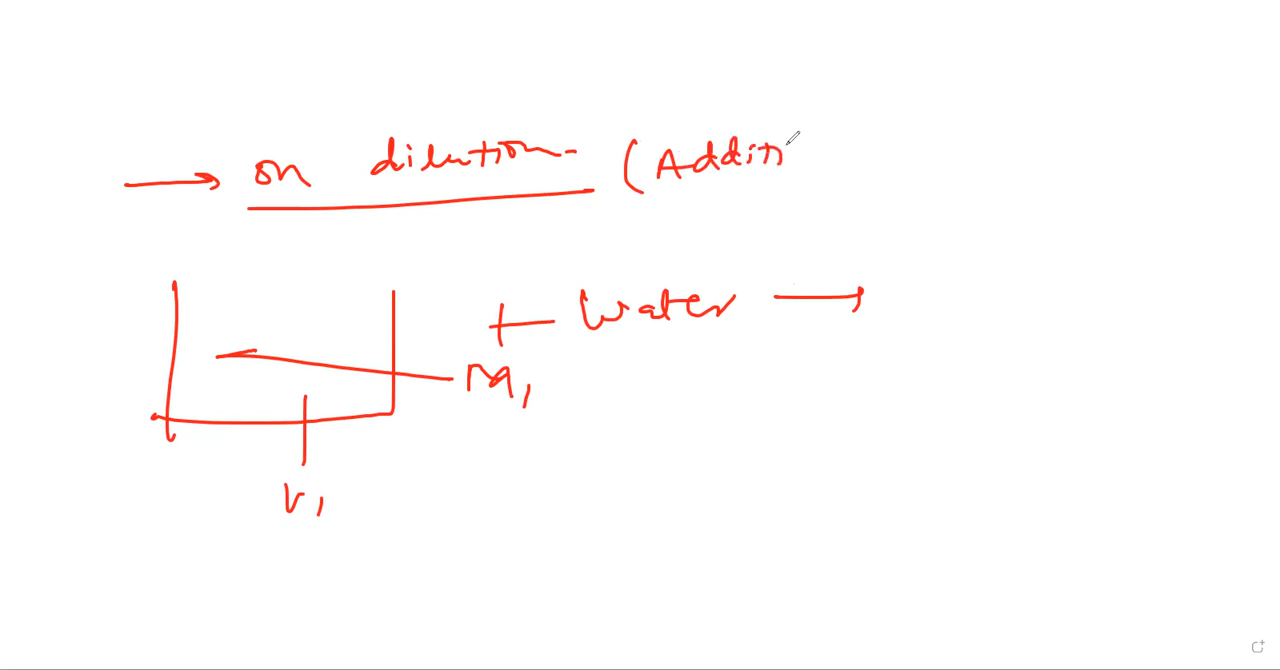 → on dilution (Additi
+ Water →
M₁
V₁